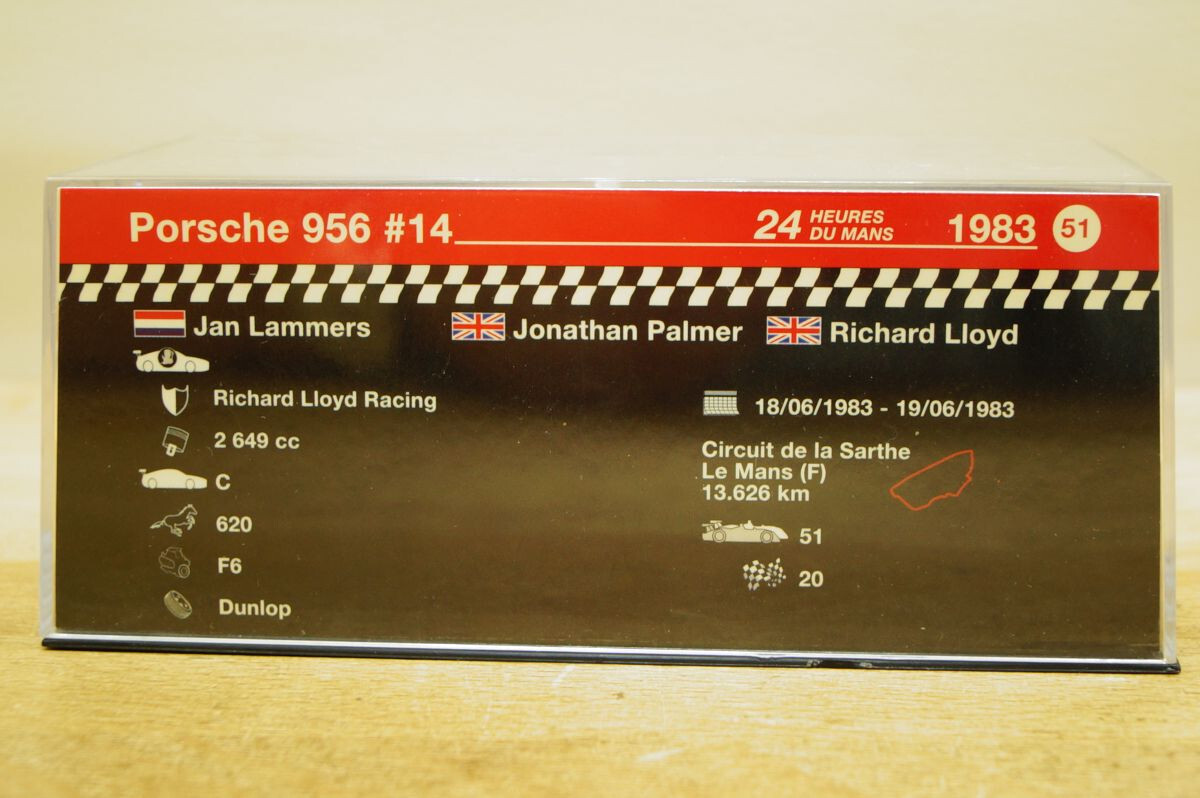 Porsche 956 #14
24 HEURES DU MANS 1983 51
Jan Lammers
Jonathan Palmer
Richard Lloyd
Richard Lloyd Racing
2 649 cc
C
620
F6
Dunlop
18/06/1983 - 19/06/1983
Circuit de la Sarthe
Le Mans (F)
13.626 km
51
20